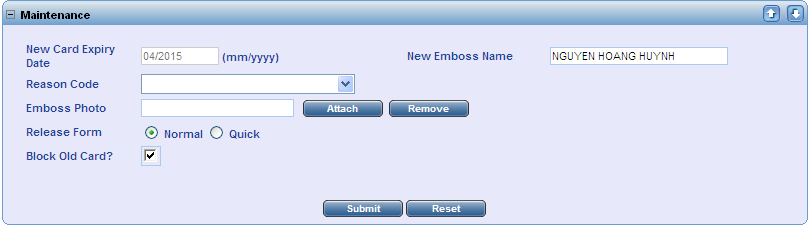 Maintenance
New Card Expiry Date 04/2015 (mm/yyyy) New Emboss Name NGUYEN HOANG HUYNH
Reason Code
Emboss Photo Attach Remove
Release Form Normal Quick
Block Old Card?
Submit Reset